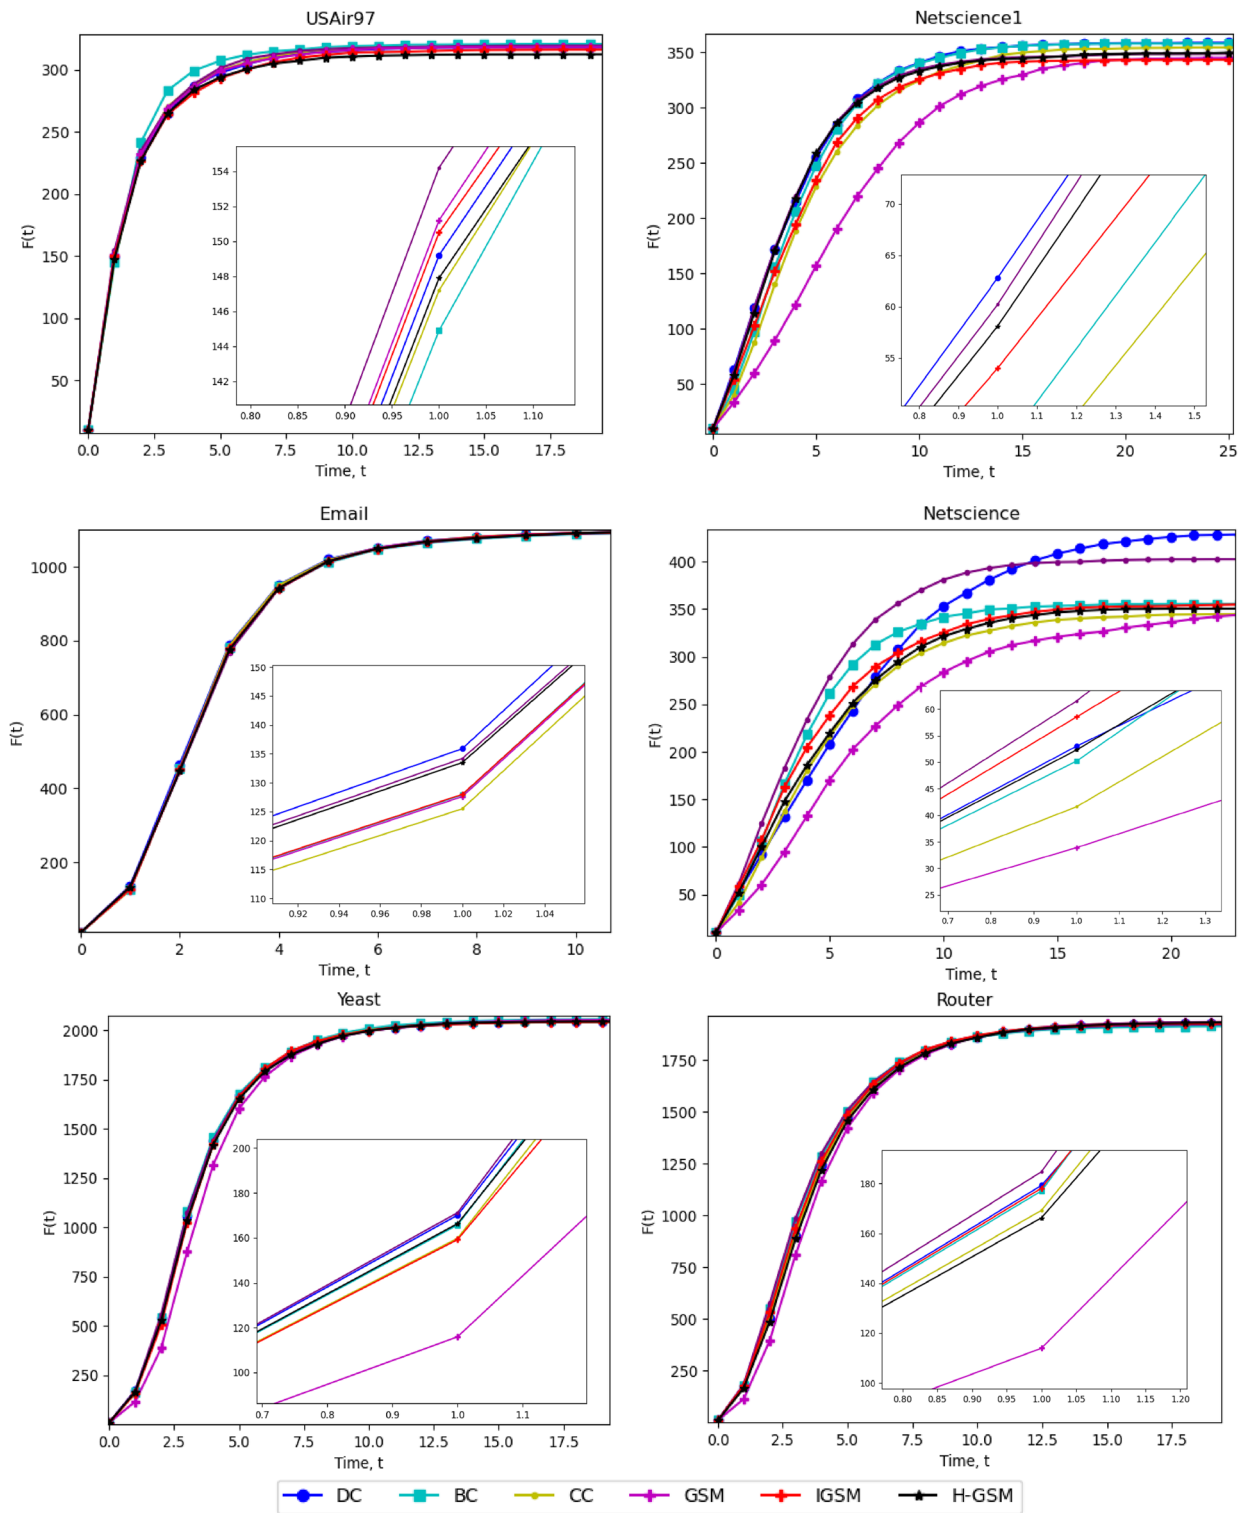 USAir97
F(t)
300
250
200
150
100
50
154
152
150
148
146
144
142
0.80 0.85 0.90 0.95 1.00 1.05 1.10
0.0 2.5 5.0 7.5 10.0 12.5 15.0 17.5
Time, t
Netscience1
F(t)
350
300
250
200
150
100
50
70
65
60
55
0.8 0.9 1.0 1.1 1.2 1.3 1.4 1.5
0 5 10 15 20 25
Time, t
Email
F(t)
1000
800
600
400
200
150
145
140
135
130
125
120
115
110
0.92 0.94 0.96 0.98 1.00 1.02 1.04
0 2 4 6 8 10
Time, t
Netscience
F(t)
400
350
300
250
200
150
100
50
60
55
50
45
40
35
30
25
0.7 0.8 0.9 1.0 1.1 1.2 1.3
0 5 10 15 20
Time, t
Yeast
F(t)
2000
1750
1500
1250
1000
750
500
250
200
180
160
140
120
100
0.7 0.8 0.9 1.0 1.1
0.0 2.5 5.0 7.5 10.0 12.5 15.0 17.5
Time, t
Router
F(t)
1750
1500
1250
1000
750
500
250
180
160
140
120
100
0.80 0.85 0.90 0.95 1.00 1.05 1.10 1.15 1.20
0.0 2.5 5.0 7.5 10.0 12.5 15.0 17.5
Time, t
DC BC CC GSM IGSM H-GSM